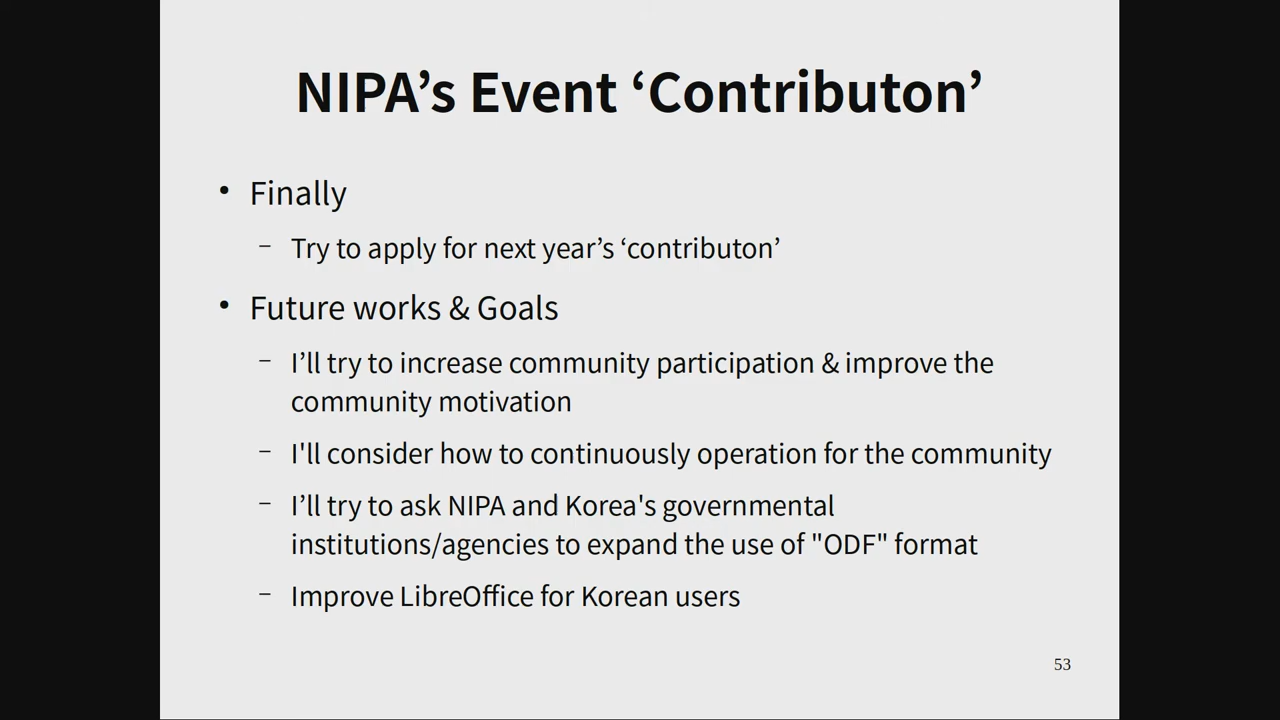 NIPA’s Event ‘Contributon’
• Finally
– Try to apply for next year’s ‘contributon’
• Future works & Goals
– I’ll try to increase community participation & improve the
community motivation
– I'll consider how to continuously operation for the community
– I’ll try to ask NIPA and Korea's governmental
institutions/agencies to expand the use of "ODF" format
– Improve LibreOffice for Korean users
53